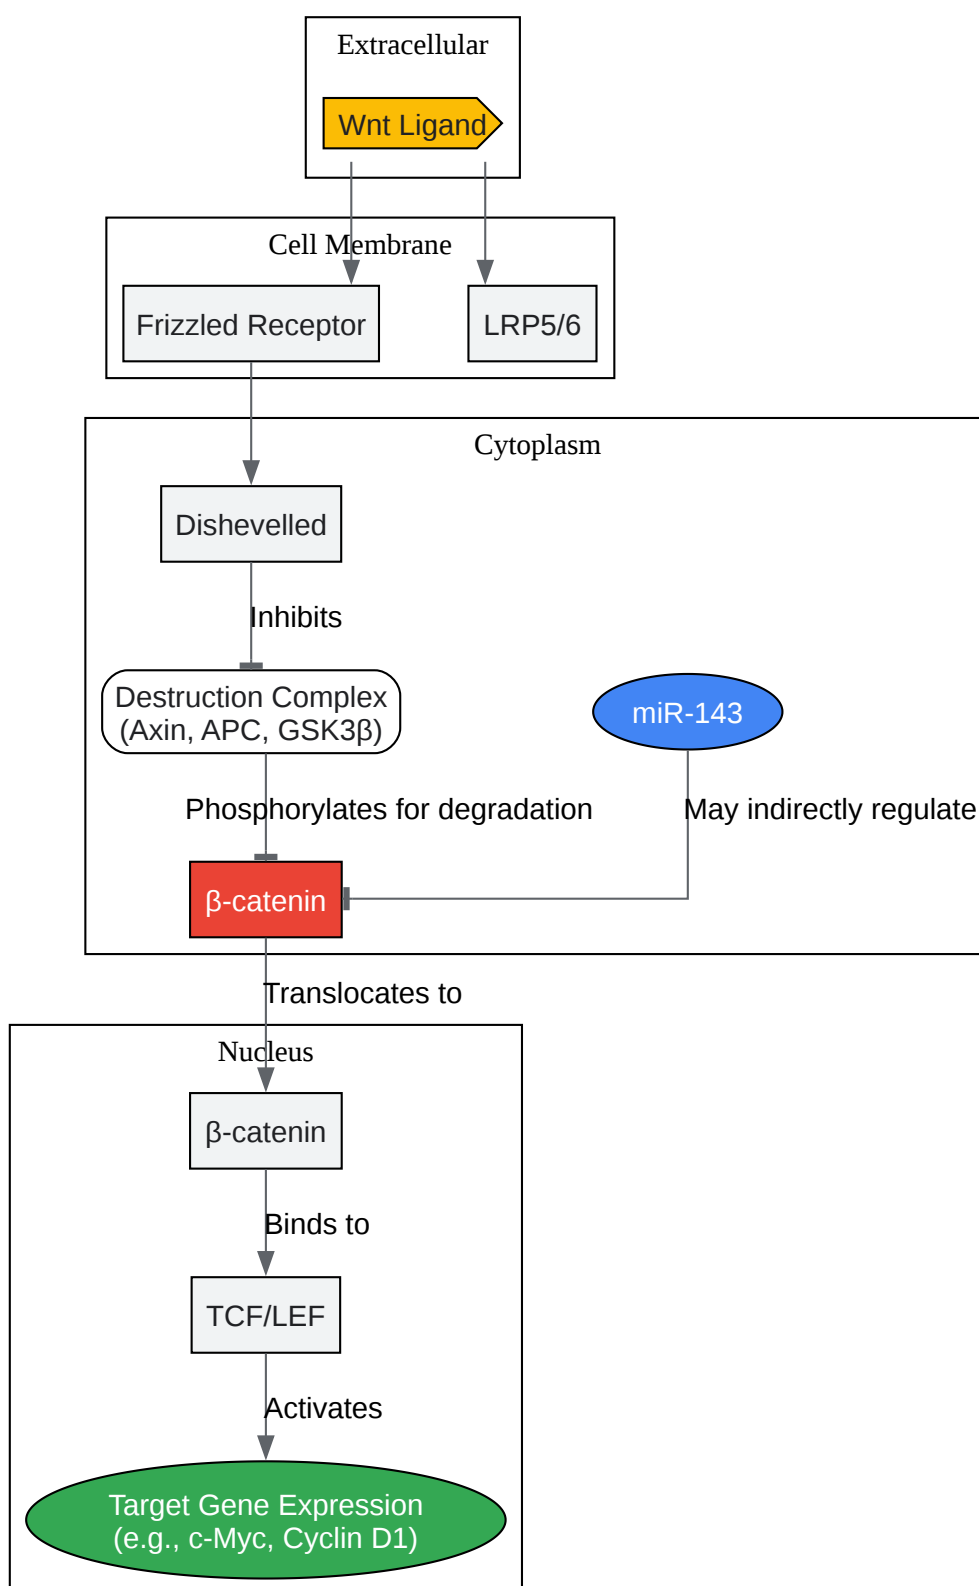 Extracellular
Wnt Ligand
Cell Membrane
Frizzled Receptor
LRP5/6
Cytoplasm
Dishevelled
Inhibits
Destruction Complex
(Axin, APC, GSK3β)
miR-143
Phosphorylates for degradation
May indirectly regulate
β-catenin
Translocates to
Nucleus
β-catenin
Binds to
TCF/LEF
Activates
Target Gene Expression
(e.g., c-Myc, Cyclin D1)